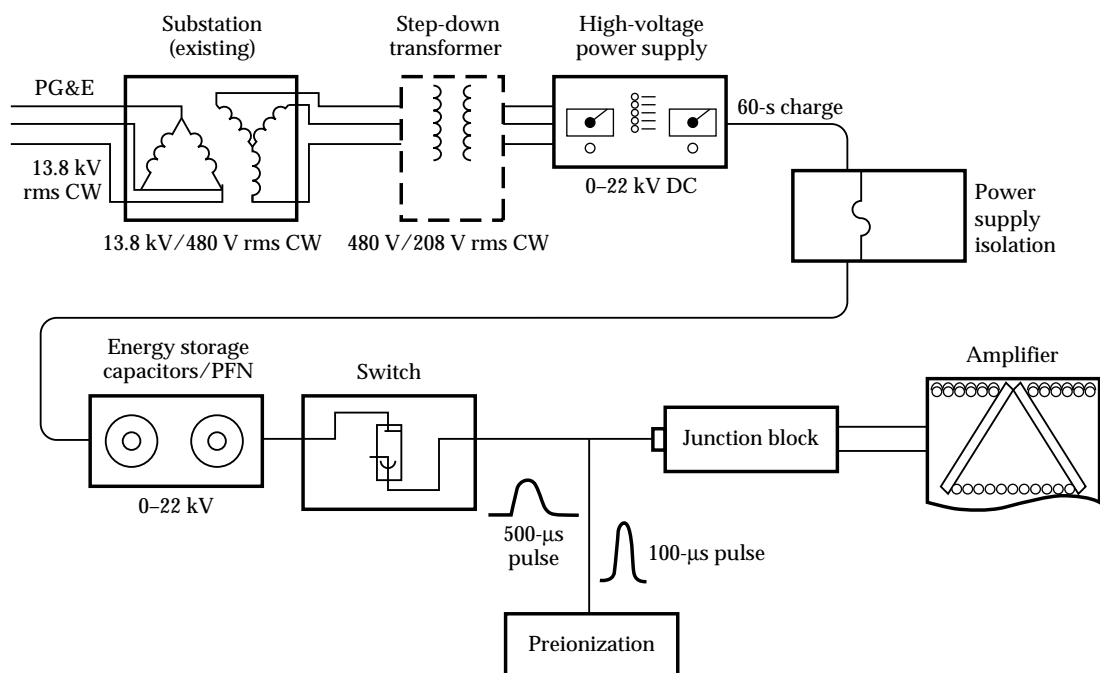 Substation
(existing)
Step-down
transformer
High-voltage
power supply
PG&E
13.8 kV
rms CW
13.8 kV/480 V rms CW
480 V/208 V rms CW
0–22 kV DC
60-s charge
Power
supply
isolation
Energy storage
capacitors/PFN
Switch
Amplifier
Junction block
0–22 kV
500-µs
pulse
100-µs pulse
Preionization